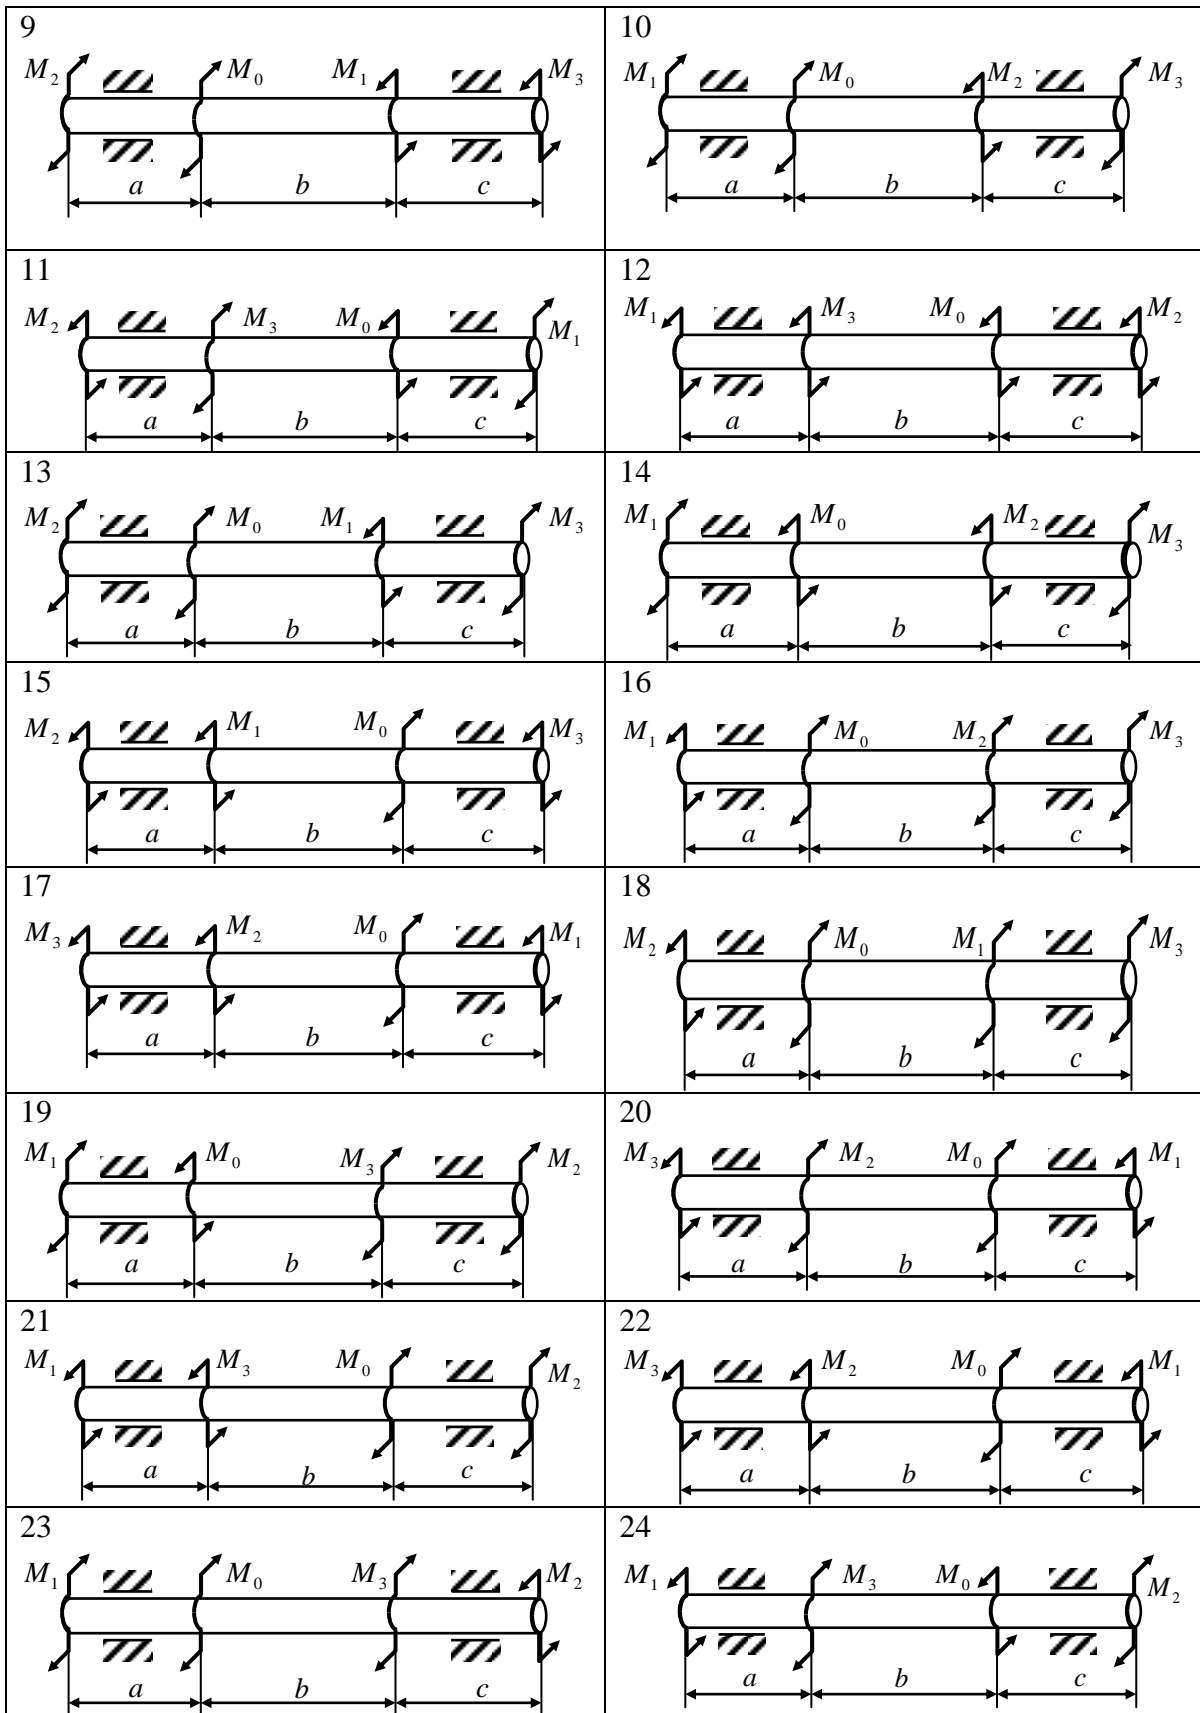 9
M₂ M₀ M₁ M₃
a b c
10
M₁ M₀ M₂ M₃
a b c
11
M₂ M₃ M₀ M₁
a b c
12
M₁ M₃ M₀ M₂
a b c
13
M₂ M₀ M₁ M₃
a b c
14
M₁ M₀ M₂ M₃
a b c
15
M₂ M₁ M₀ M₃
a b c
16
M₁ M₀ M₂ M₃
a b c
17
M₃ M₂ M₀ M₁
a b c
18
M₂ M₀ M₁ M₃
a b c
19
M₁ M₀ M₃ M₂
a b c
20
M₃ M₂ M₀ M₁
a b c
21
M₁ M₃ M₀ M₂
a b c
22
M₃ M₂ M₀ M₁
a b c
23
M₁ M₀ M₃ M₂
a b c
24
M₁ M₃ M₀ M₂
a b c